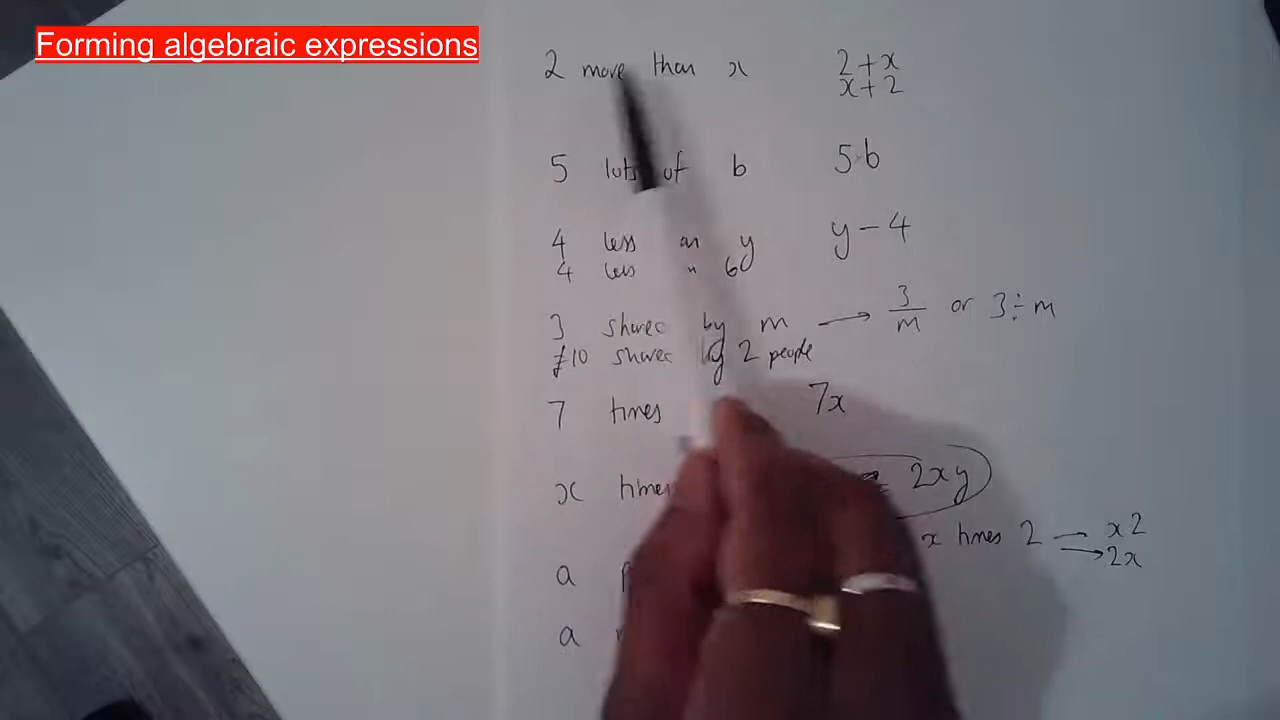 Forming algebraic expressions
2 more than x 2+x
x+2
5 lots of b 5b
4 less y y - 4
4 less 6
3 shared by m → 3/m or 3÷m
£10 shared by 2 people
7 times 7x
x times 2xy
x times 2 → x2
→ 2x
a
a